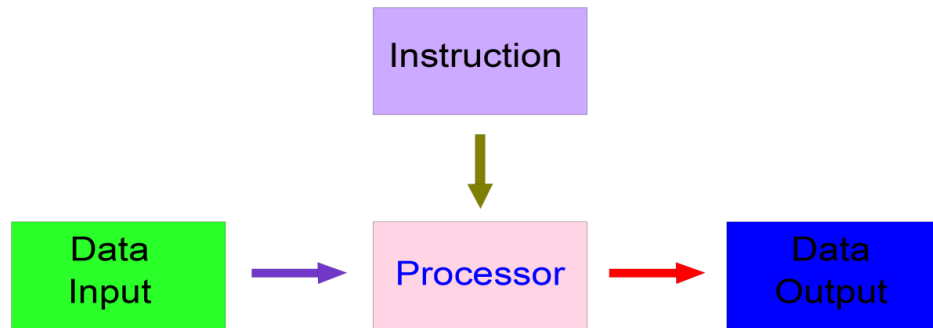 Instruction
Data
Input
Processor
Data
Output